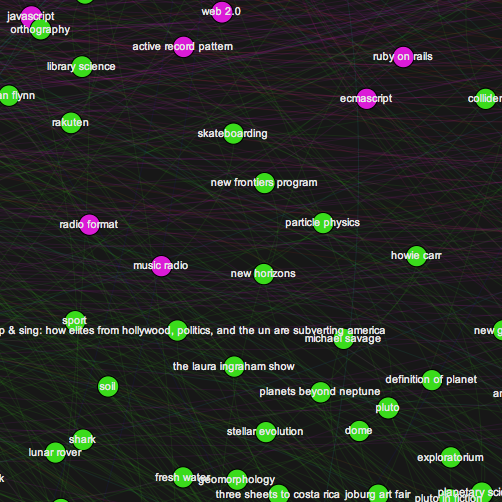 web 2.0
javascript
orthography
active record pattern
ruby on rails
library science
an flynn
ecmascript
collider
rakuten
skateboarding
new frontiers program
radio format
particle physics
howie carr
music radio
new horizons
sport
p & sing: how elites from hollywood, politics, and the un are subverting america
new g
michael savage
the laura ingraham show
definition of planet
soil
planets beyond neptune
ar
pluto
stellar evolution
dome
shark
lunar rover
exploratorium
k
fresh water
geomorphology
three sheets to costa rica
joburg art fair
planetary sci
pluto in fiction